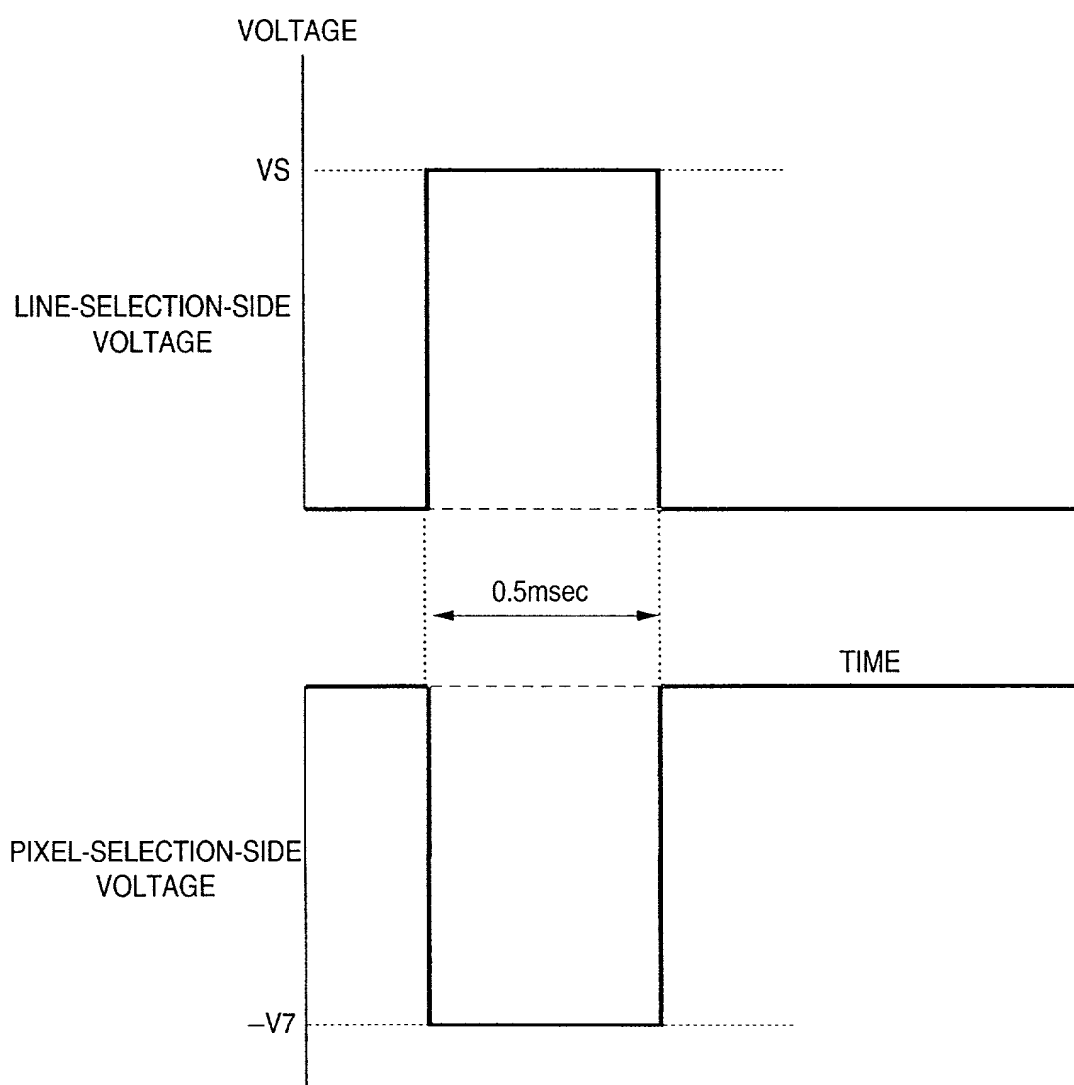 VOLTAGE
VS
LINE-SELECTION-SIDE
VOLTAGE
0.5msec
TIME
PIXEL-SELECTION-SIDE
VOLTAGE
–V7